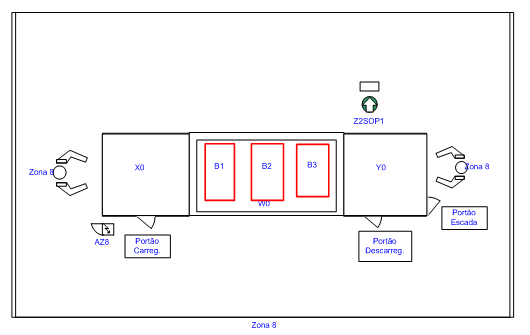 Z2SOP1
X0
B1
B2
B3
Y0
Zona 8
Zona 8
W0
Portão
Escada
AZ8
Portão
Carreg.
Portão
Descarreg.
Zona 8